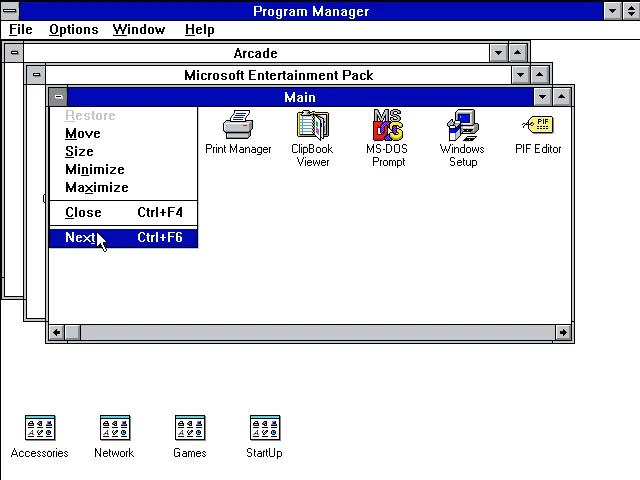 Program Manager
File Options Window Help
Arcade
Microsoft Entertainment Pack
Main
Restore
Move
Size
Minimize
Maximize
Close Ctrl+F4
Next Ctrl+F6
Print Manager
ClipBook Viewer
MS-DOS Prompt
Windows Setup
PIF Editor
MS
DOS
PIF
Accessories
Network
Games
StartUp